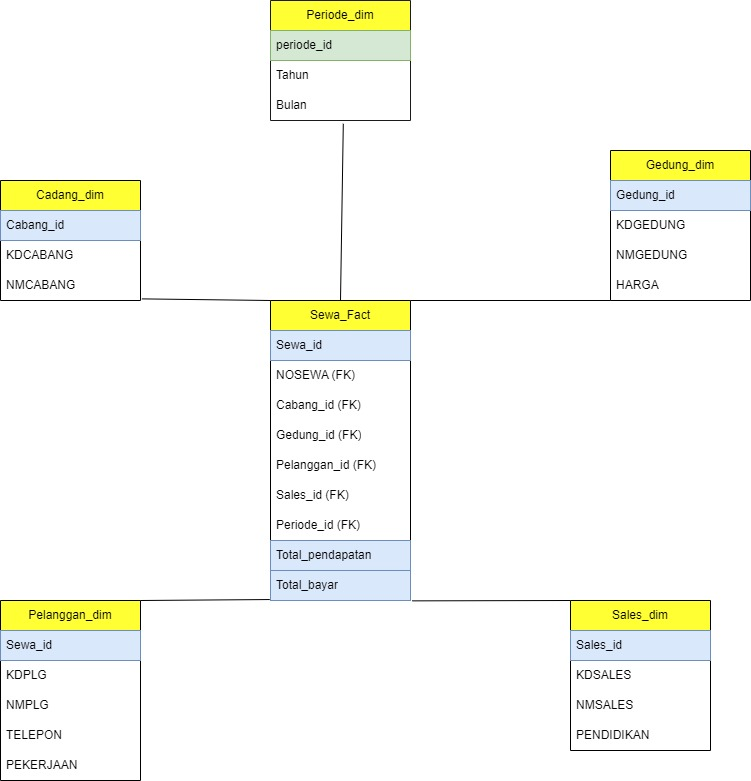 Periode_dim
periode_id
Tahun
Bulan
Cadang_dim
Cabang_id
KDCABANG
NMCABANG
Gedung_dim
Gedung_id
KDGEDUNG
NMGEDUNG
HARGA
Sewa_Fact
Sewa_id
NOSEWA (FK)
Cabang_id (FK)
Gedung_id (FK)
Pelanggan_id (FK)
Sales_id (FK)
Periode_id (FK)
Total_pendapatan
Total_bayar
Pelanggan_dim
Sewa_id
KDPLG
NMPLG
TELEPON
PEKERJAAN
Sales_dim
Sales_id
KDSALES
NMSALES
PENDIDIKAN